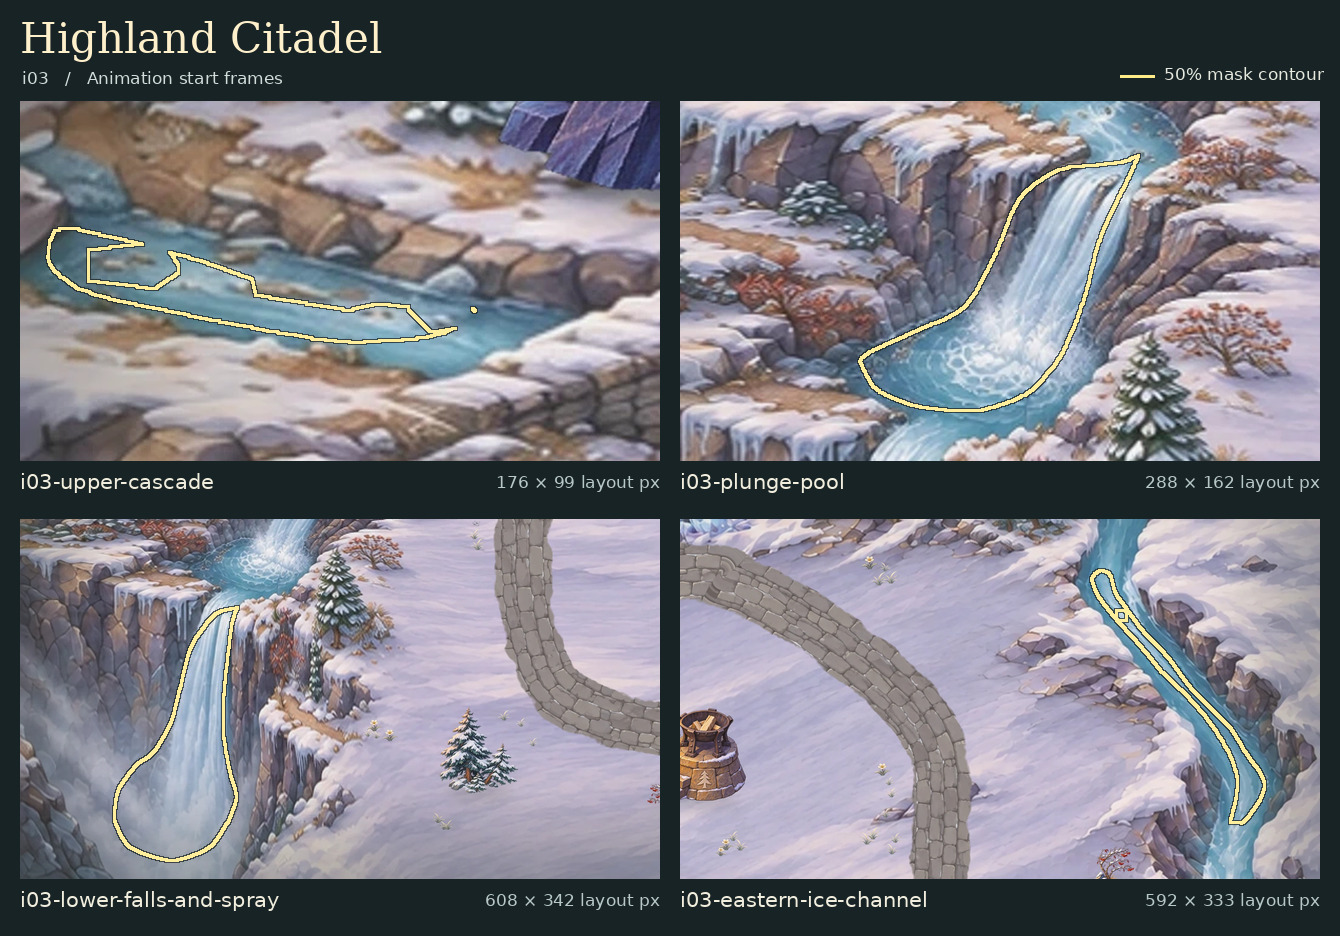 Highland Citadel
i03 / Animation start frames
50% mask contour
i03-upper-cascade
176 × 99 layout px
i03-plunge-pool
288 × 162 layout px
i03-lower-falls-and-spray
608 × 342 layout px
i03-eastern-ice-channel
592 × 333 layout px